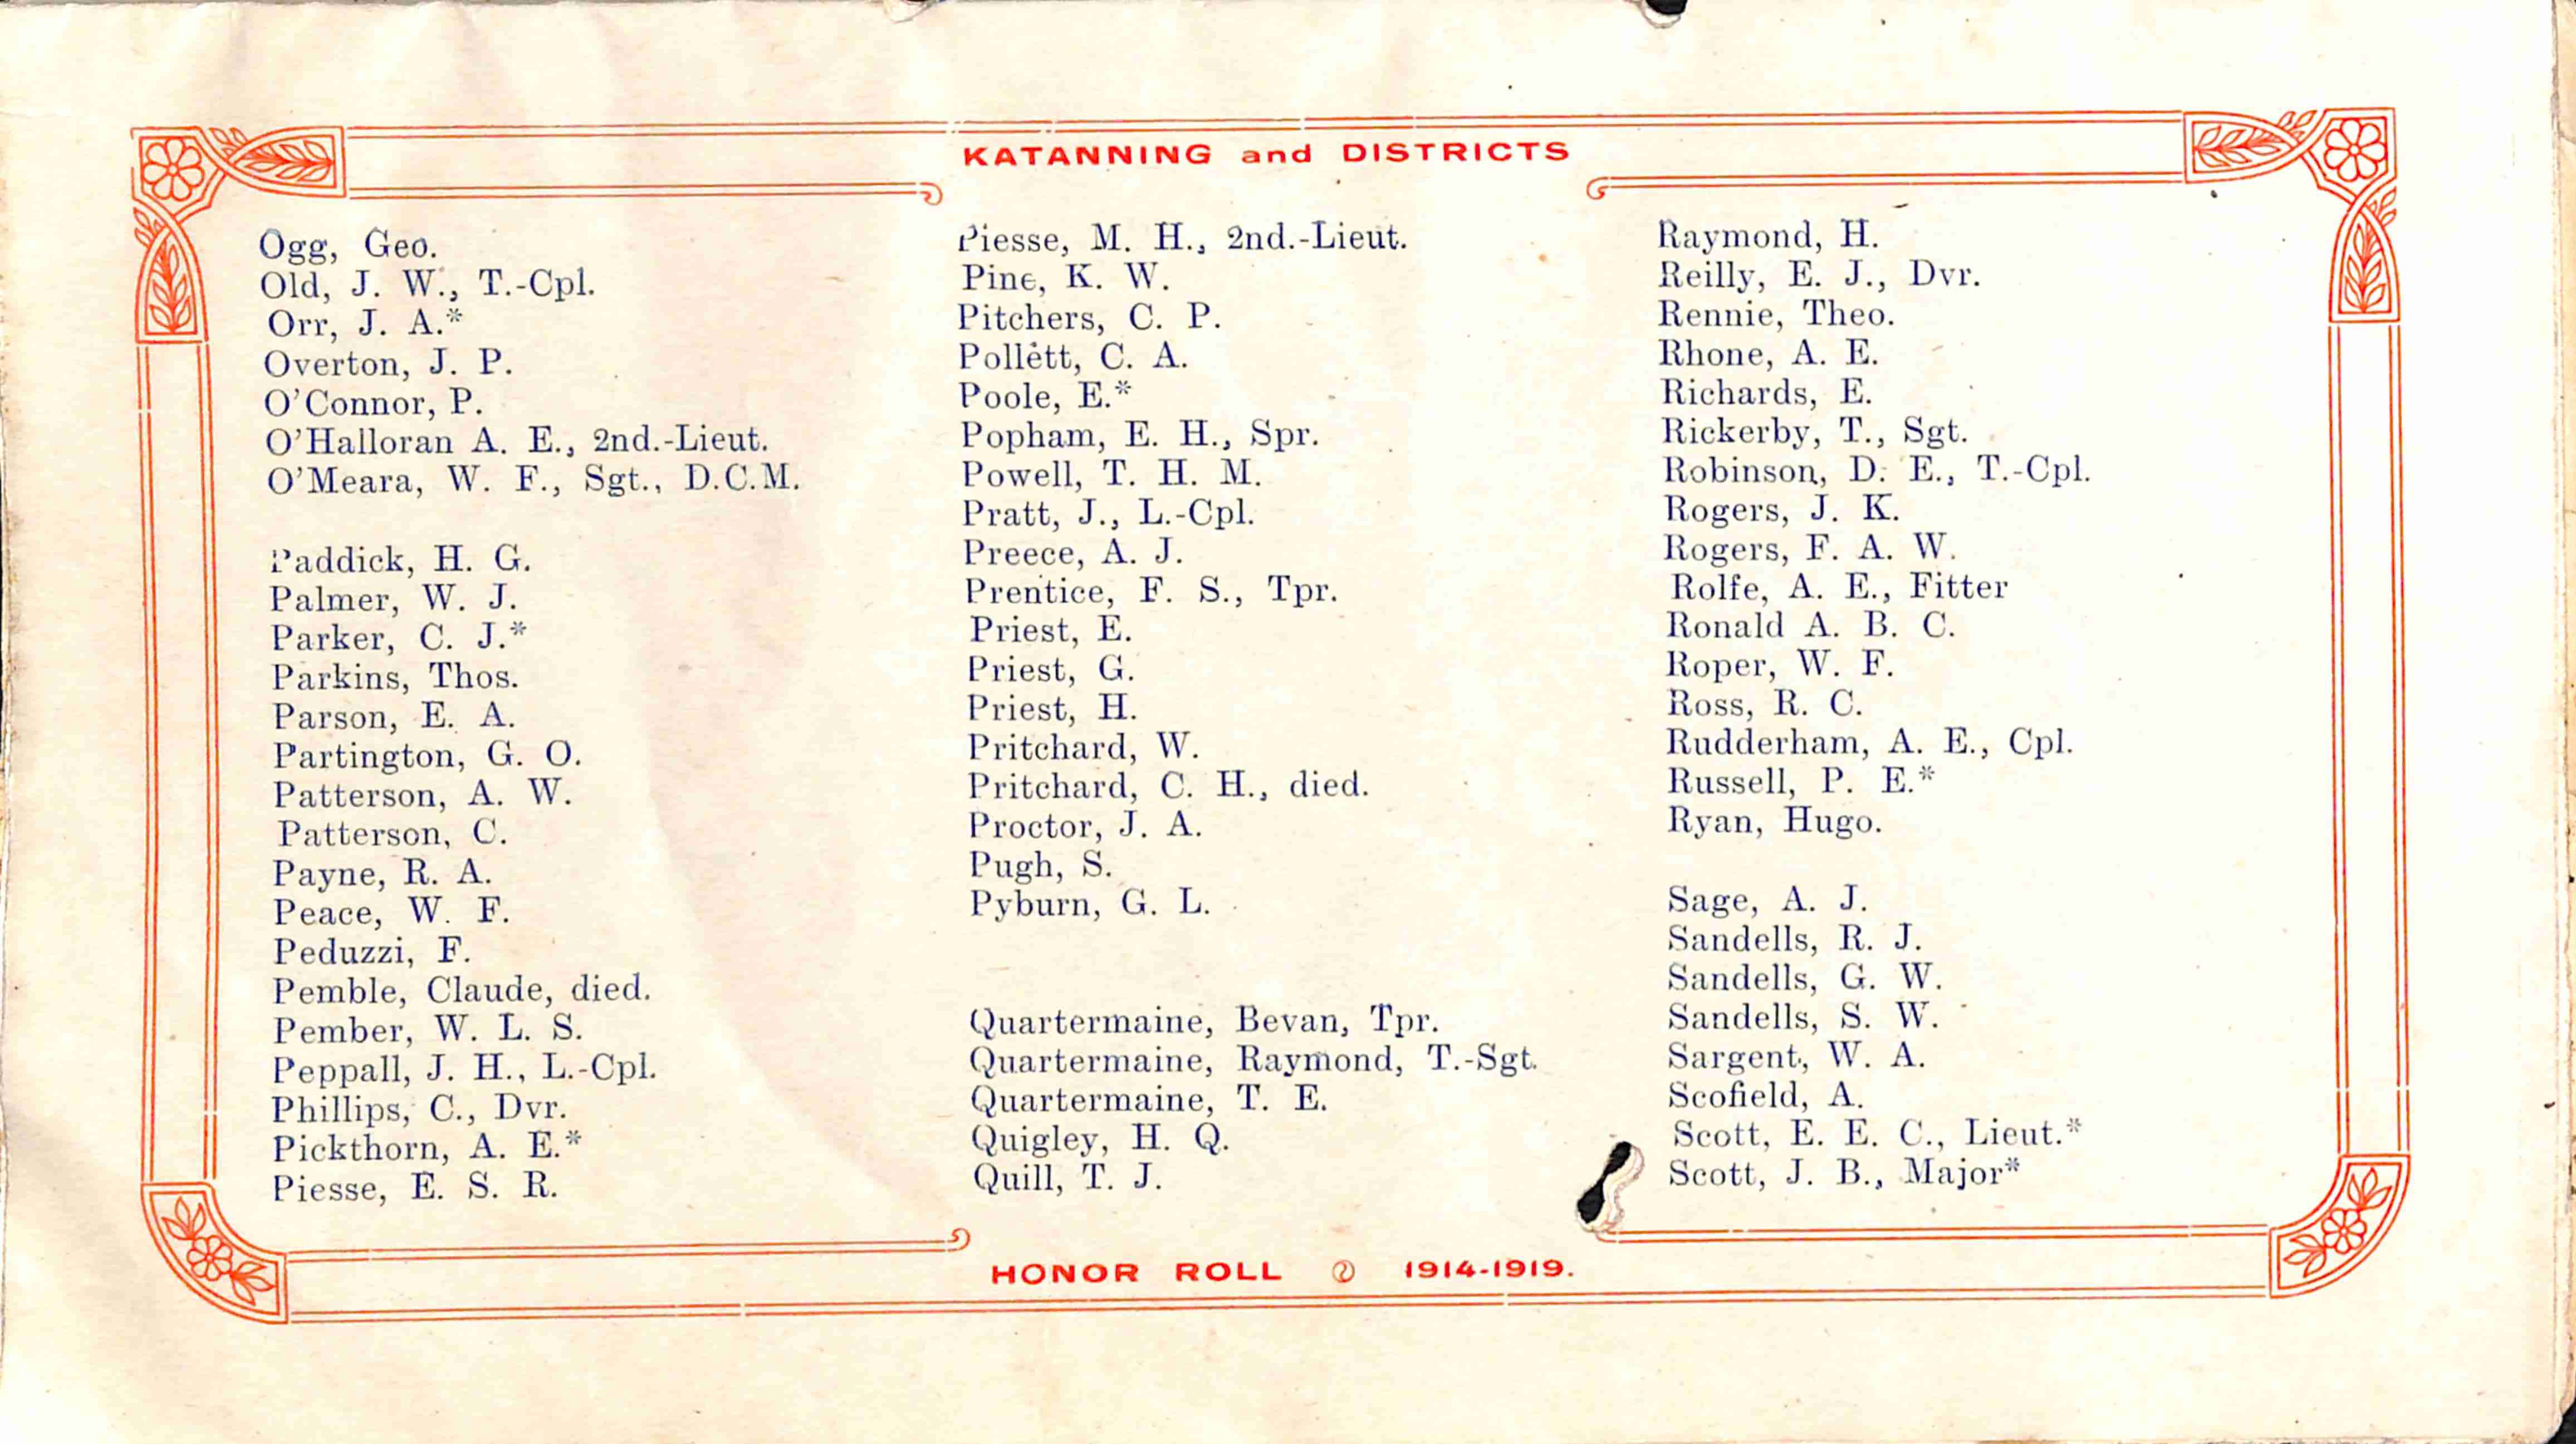 KATANNING and DISTRICTS
Ogg, Geo.
Old, J. W., T.-Cpl.
Orr, J. A.*
Overton, J. P.
O'Connor, P.
O'Halloran A. E., 2nd.-Lieut.
O'Meara, W. F., Sgt., D.C.M.
Paddick, H. G.
Palmer, W. J.
Parker, C. J.*
Parkins, Thos.
Parson, E. A.
Partington, G. O.
Patterson, A. W.
Patterson, C.
Payne, R. A.
Peace, W. F.
Peduzzi, F.
Pemble, Claude, died.
Pember, W. L. S.
Peppall, J. H., L.-Cpl.
Phillips, C., Dvr.
Pickthorn, A. E.*
Piesse, E. S. R.
Piesse, M. H., 2nd.-Lieut.
Pine, K. W.
Pitchers, C. P.
Pollett, C. A.
Poole, E.*
Popham, E. H., Spr.
Powell, T. H. M.
Pratt, J., L.-Cpl.
Preece, A. J.
Prentice, F. S., Tpr.
Priest, E.
Priest, G.
Priest, H.
Pritchard, W.
Pritchard, C. H., died.
Proctor, J. A.
Pugh, S.
Pyburn, G. L.
Quartermaine, Bevan, Tpr.
Quartermaine, Raymond, T.-Sgt.
Quartermaine, T. E.
Quigley, H. Q.
Quill, T. J.
Raymond, H.
Reilly, E. J., Dvr.
Rennie, Theo.
Rhone, A. E.
Richards, E.
Rickerby, T., Sgt.
Robinson, D. E., T.-Cpl.
Rogers, J. K.
Rogers, F. A. W.
Rolfe, A. E., Fitter
Ronald A. B. C.
Roper, W. F.
Ross, R. C.
Rudderham, A. E., Cpl.
Russell, P. E.*
Ryan, Hugo.
Sage, A. J.
Sandells, R. J.
Sandells, G. W.
Sandells, S. W.
Sargent, W. A.
Scofield, A.
Scott, E. E. C., Lieut.*
Scott, J. B., Major*
HONOR ROLL 1914-1919.